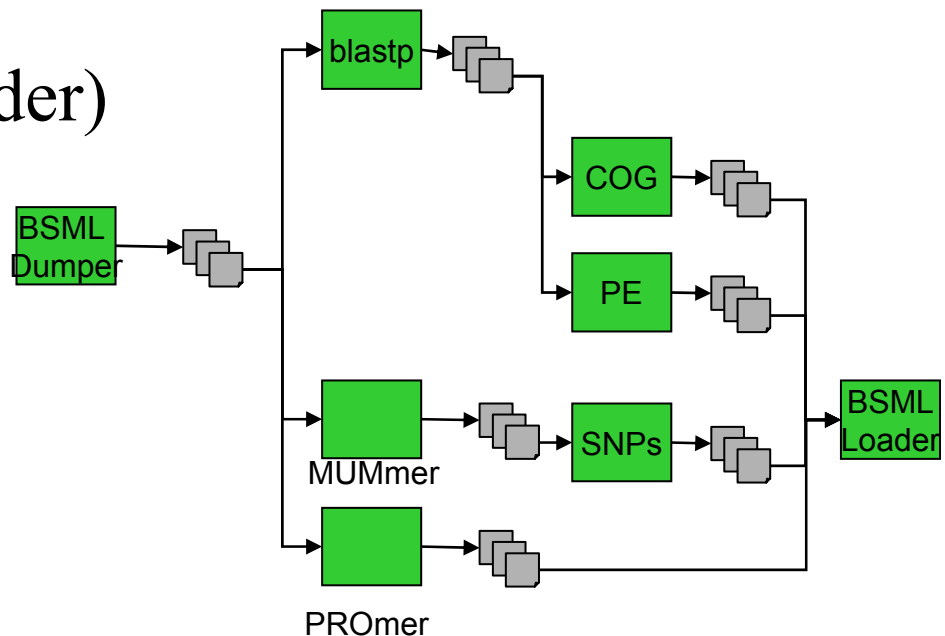 der)
blastp
COG
BSML
Dumper
PE
BSML
Loader
SNPs
MUMmer
PROmer